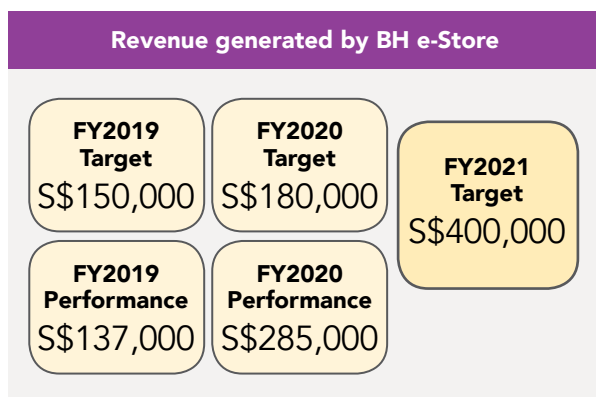 Revenue generated by BH e-Store
FY2019
Target
S$150,000
FY2020
Target
S$180,000
FY2021
Target
S$400,000
FY2019
Performance
S$137,000
FY2020
Performance
S$285,000